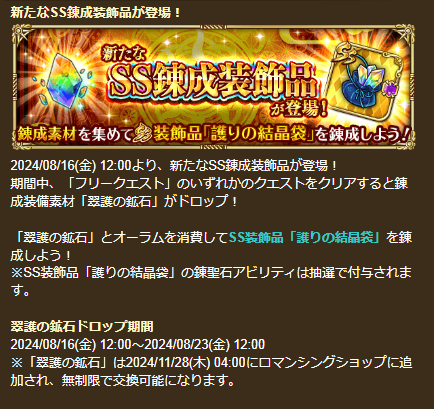 新たなSS錬成装飾品が登場！
新たな
SS錬成装飾品
が登場！
錬成素材を集めてSS装飾品「護りの結晶袋」を錬成しよう！
SS
2024/08/16(金) 12:00より、新たなSS錬成装飾品が登場！
期間中、「フリークエスト」のいずれかのクエストをクリアすると錬
成装備素材「翠護の鉱石」がドロップ！
「翠護の鉱石」とオーラムを消費してSS装飾品「護りの結晶袋」を錬
成しよう！
※SS装飾品「護りの結晶袋」の錬聖石アビリティは抽選で付与されま
す。
翠護の鉱石ドロップ期間
2024/08/16(金) 12:00～2024/08/23(金) 12:00
※「翠護の鉱石」は2024/11/28(木) 04:00にロマンシングショップに追
加され、無制限で交換可能になります。